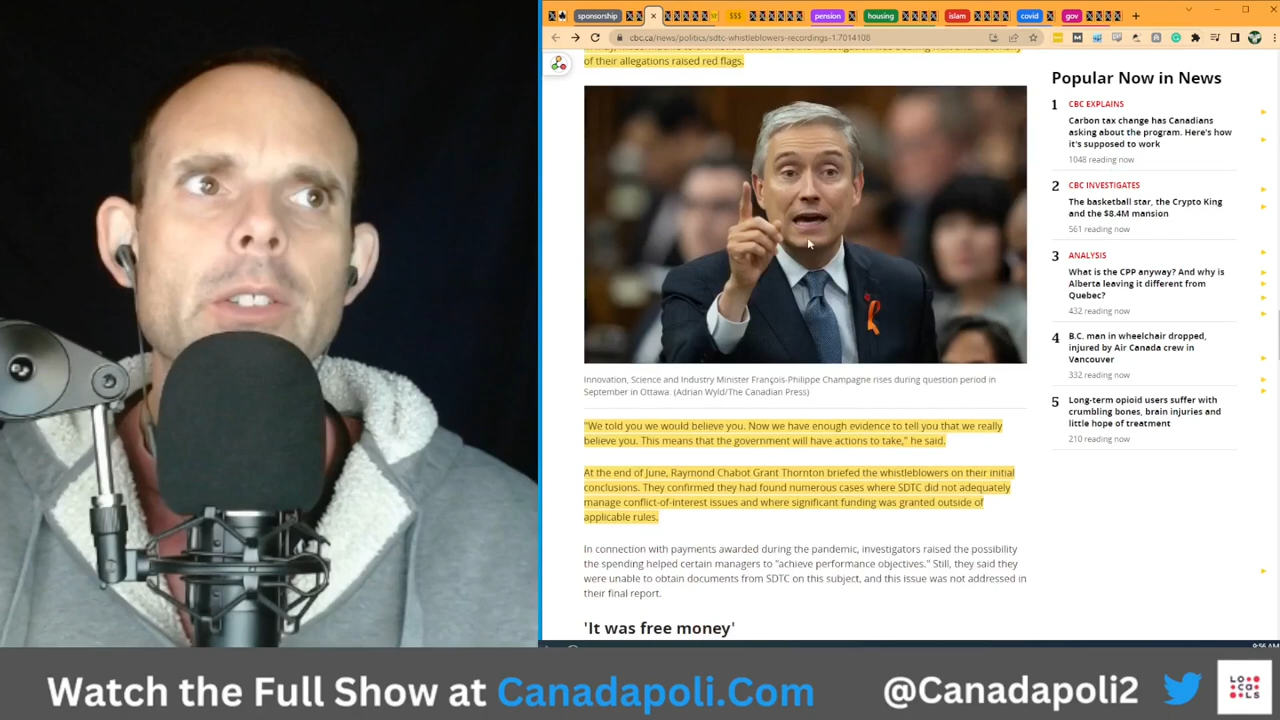 sponsorship
$$$
pension
housing
islam
covid
gov
cbc.ca/news/politics/sdtc-whistleblowers-recordings-1.7014108
of their allegations raised red flags.
Innovation, Science and Industry Minister François-Philippe Champagne rises during question period in
September in Ottawa. (Adrian Wyld/The Canadian Press)
"We told you we would believe you. Now we have enough evidence to tell you that we really
believe you. This means that the government will have actions to take," he said.
At the end of June, Raymond Chabot Grant Thornton briefed the whistleblowers on their initial
conclusions. They confirmed they had found numerous cases where SDTC did not adequately
manage conflict-of-interest issues and where significant funding was granted outside of
applicable rules.
In connection with payments awarded during the pandemic, investigators raised the possibility
the spending helped certain managers to "achieve performance objectives." Still, they said they
were unable to obtain documents from SDTC on this subject, and this issue was not addressed in
their final report.
'It was free money'
Popular Now in News
1 CBC EXPLAINS
Carbon tax change has Canadians
asking about the program. Here's how
it's supposed to work
1048 reading now
2 CBC INVESTIGATES
The basketball star, the Crypto King
and the $8.4M mansion
561 reading now
3 ANALYSIS
What is the CPP anyway? And why is
Alberta leaving it different from
Quebec?
432 reading now
4 B.C. man in wheelchair dropped,
injured by Air Canada crew in
Vancouver
332 reading now
5 Long-term opioid users suffer with
crumbling bones, brain injuries and
little hope of treatment
210 reading now
Watch the Full Show at Canadapoli.Com
@Canadapoli2
LO
CA
LS